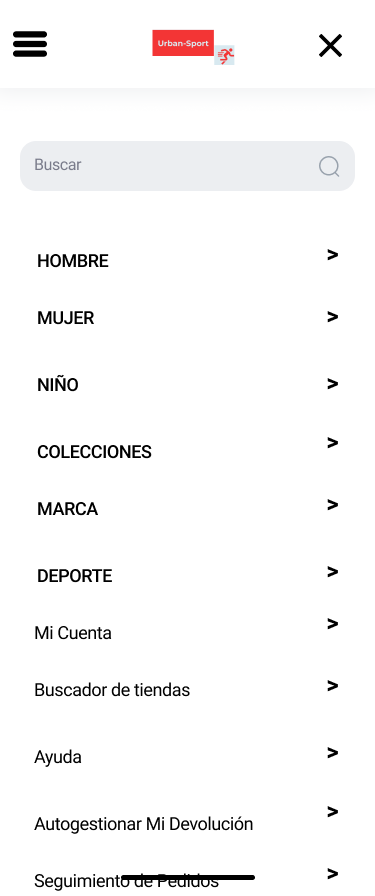 Urban-Sport
Buscar
HOMBRE >
MUJER >
NIÑO >
COLECCIONES >
MARCA >
DEPORTE >
Mi Cuenta >
Buscador de tiendas >
Ayuda >
Autogestionar Mi Devolución >
Seguimiento de Pedidos >